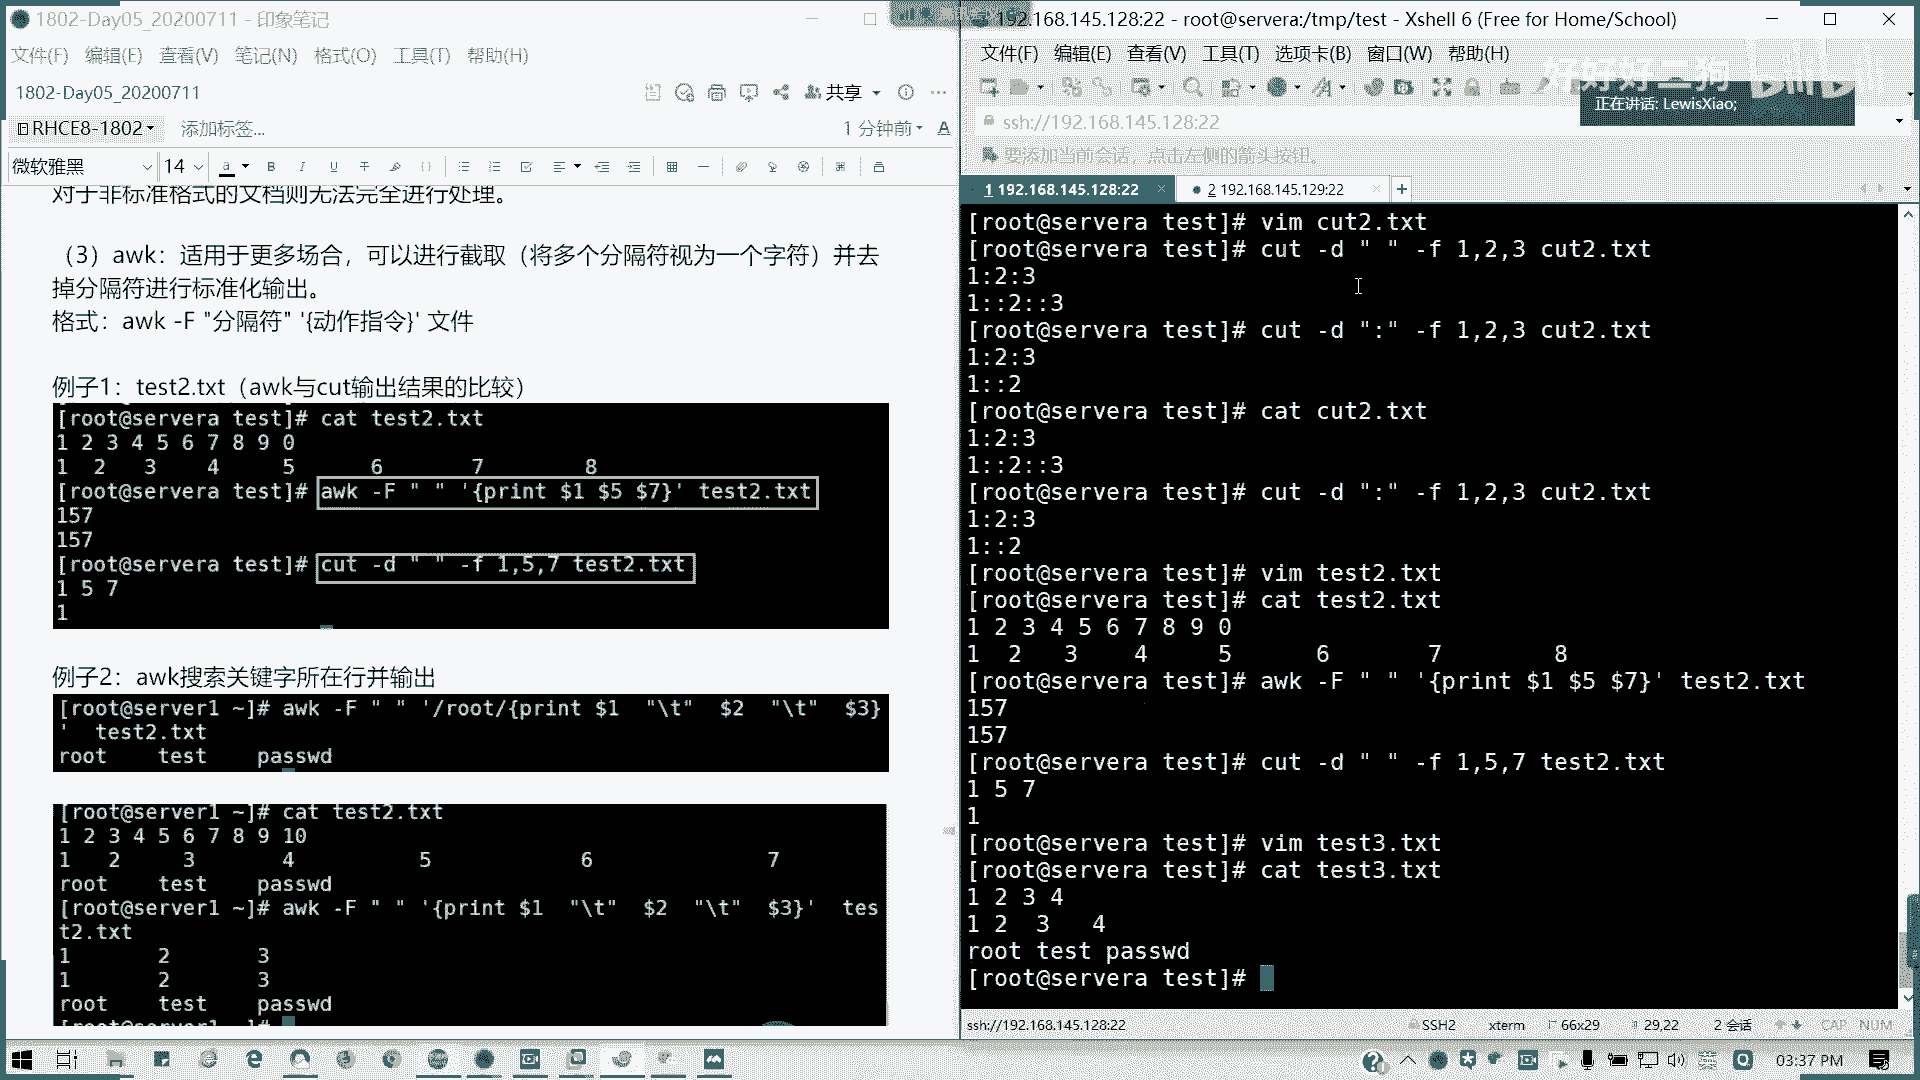 1802-Day05_20200711 - 印象笔记
文件(F) 编辑(E) 查看(V) 笔记(N) 格式(O) 工具(T) 帮助(H)
1802-Day05_20200711
共享
RHCE8-1802
添加标签...
1 分钟前
微软雅黑 14
对于非标准格式的文档则无法完全进行处理。
（3）awk：适用于更多场合，可以进行截取（将多个分隔符视为一个字符）并去
掉分隔符进行标准化输出。
格式：awk -F "分隔符" '{动作指令}' 文件
例子1：test2.txt（awk与cut输出结果的比较）
[root@servera test]# cat test2.txt
1 2 3 4 5 6 7 8 9 0
1  2   3    4     5      6       7        8
[root@servera test]# awk -F " " '{print $1 $5 $7}' test2.txt
157
157
[root@servera test]# cut -d " " -f 1,5,7 test2.txt
1 5 7
1
例子2：awk搜索关键字所在行并输出
[root@server1 ~]# awk -F " " '/root/{print $1  "\t"  $2  "\t"  $3}
'  test2.txt
root    test    passwd
[root@server1 ~]# cat test2.txt
1 2 3 4 5 6 7 8 9 10
1   2     3       4          5            6              7
root    test    passwd
[root@server1 ~]# awk -F " " '{print $1  "\t"  $2  "\t"  $3}'  tes
t2.txt
1       2       3
1       2       3
root    test    passwd
[root@server1 ~]#
192.168.145.128:22 - root@servera:/tmp/test - Xshell 6 (Free for Home/School)
文件(F) 编辑(E) 查看(V) 工具(T) 选项卡(B) 窗口(W) 帮助(H)
好好好二狗 bilibili
正在讲话: LewisXiao;
ssh://192.168.145.128:22
要添加当前会话，点击左侧的箭头按钮。
1 192.168.145.128:22 × 2 192.168.145.129:22 × +
[root@servera test]# vim cut2.txt
[root@servera test]# cut -d " " -f 1,2,3 cut2.txt
1:2:3
1::2::3
[root@servera test]# cut -d ":" -f 1,2,3 cut2.txt
1:2:3
1::2
[root@servera test]# cat cut2.txt
1:2:3
1::2::3
[root@servera test]# cut -d ":" -f 1,2,3 cut2.txt
1:2:3
1::2
[root@servera test]# vim test2.txt
[root@servera test]# cat test2.txt
1 2 3 4 5 6 7 8 9 0
1  2   3    4     5      6       7        8
[root@servera test]# awk -F " " '{print $1 $5 $7}' test2.txt
157
157
[root@servera test]# cut -d " " -f 1,5,7 test2.txt
1 5 7
1
[root@servera test]# vim test3.txt
[root@servera test]# cat test3.txt
1 2 3 4
1 2  3   4
root test passwd
[root@servera test]#
ssh://192.168.145.128:22 SSH2 xterm 66x29 29,22 2 会话 CAP NUM
03:37 PM